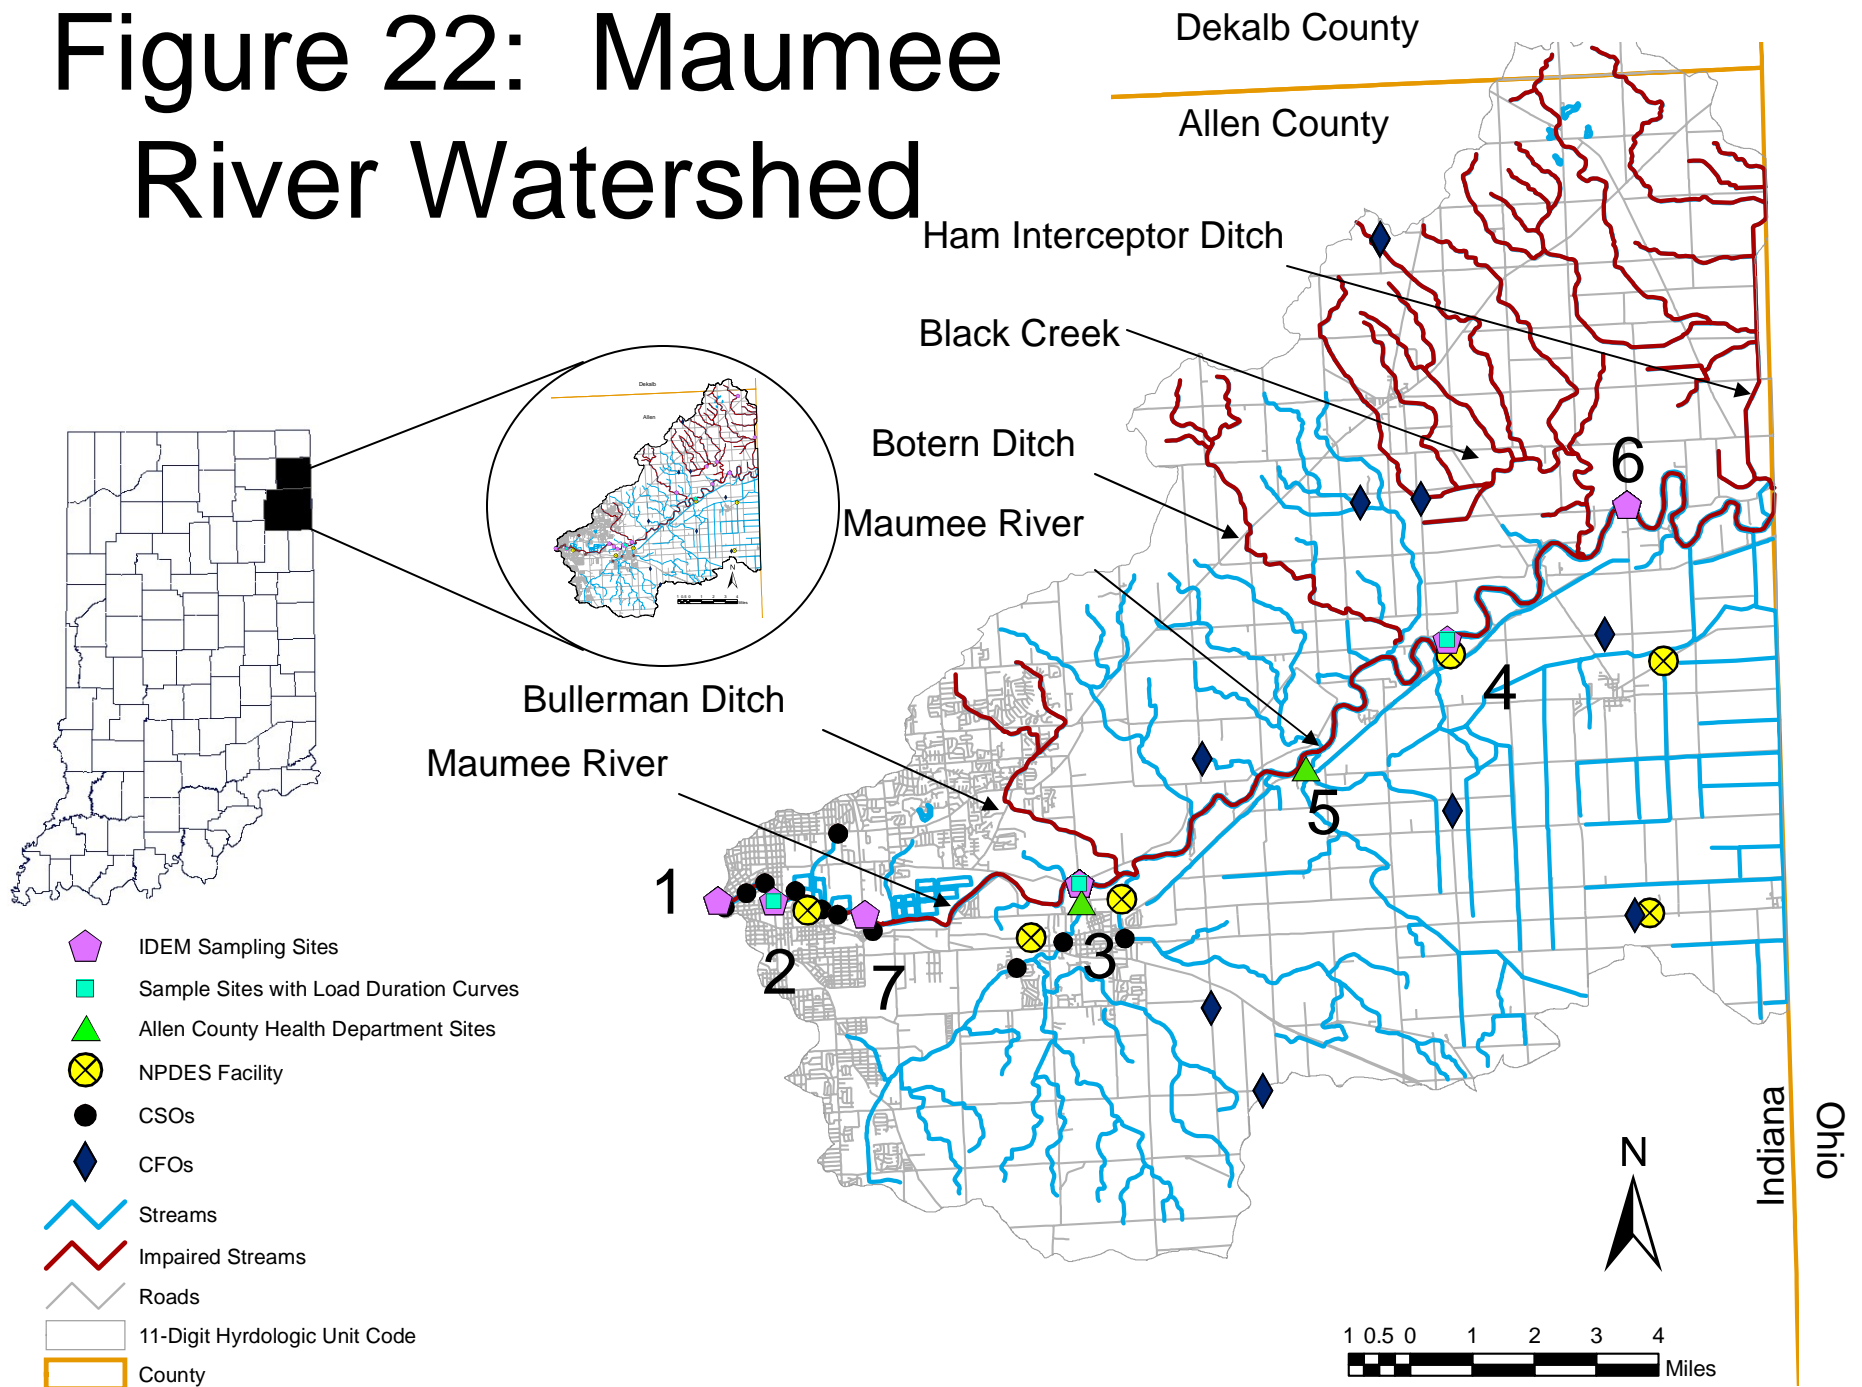 Figure 22: Maumee
River Watershed
Dekalb County
Allen County
Ham Interceptor Ditch
Black Creek
Botern Ditch
Maumee River
Bullerman Ditch
Maumee River
Dekalb
Allen
N
6
4
5
1
2
7
3
IDEM Sampling Sites
Sample Sites with Load Duration Curves
Allen County Health Department Sites
NPDES Facility
CSOs
CFOs
Streams
Impaired Streams
Roads
11-Digit Hyrdologic Unit Code
County
Indiana
Ohio
N
1 0.5 0 1 2 3 4
Miles